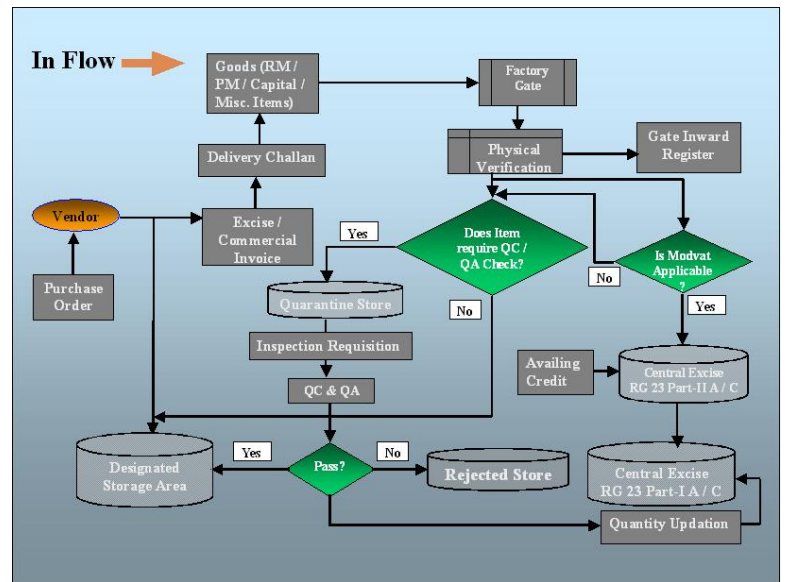 In Flow
Goods (RM /
PM / Capital /
Misc. Items)
Factory
Gate
Delivery Challan
Physical
Verification
Gate Inward
Register
Vendor
Excise /
Commercial
Invoice
Purchase
Order
Does Item
require QC /
QA Check?
Yes
No
Is Modvat
Applicable
?
No
Yes
Quarantine Store
Inspection Requisition
QC & QA
Availing
Credit
Central Excise
RG 23 Part-II A / C
Designated
Storage Area
Yes
Pass?
No
Rejected Store
Central Excise
RG 23 Part-I A / C
Quantity Updation